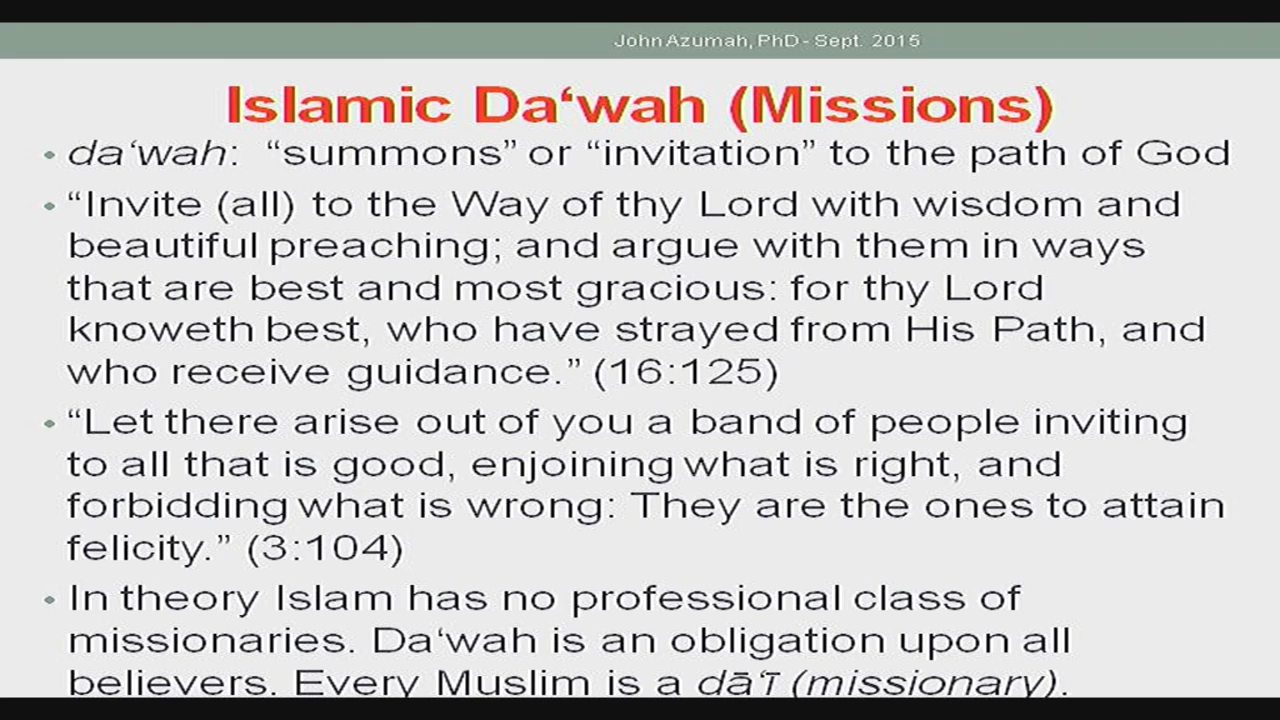 John Azumah, PhD - Sept. 2015
Islamic Da‘wah (Missions)
• da‘wah: “summons” or “invitation” to the path of God
• “Invite (all) to the Way of thy Lord with wisdom and
beautiful preaching; and argue with them in ways
that are best and most gracious: for thy Lord
knoweth best, who have strayed from His Path, and
who receive guidance.” (16:125)
• “Let there arise out of you a band of people inviting
to all that is good, enjoining what is right, and
forbidding what is wrong: They are the ones to attain
felicity.” (3:104)
• In theory Islam has no professional class of
missionaries. Da‘wah is an obligation upon all
believers. Every Muslim is a dā‘ī (missionary).